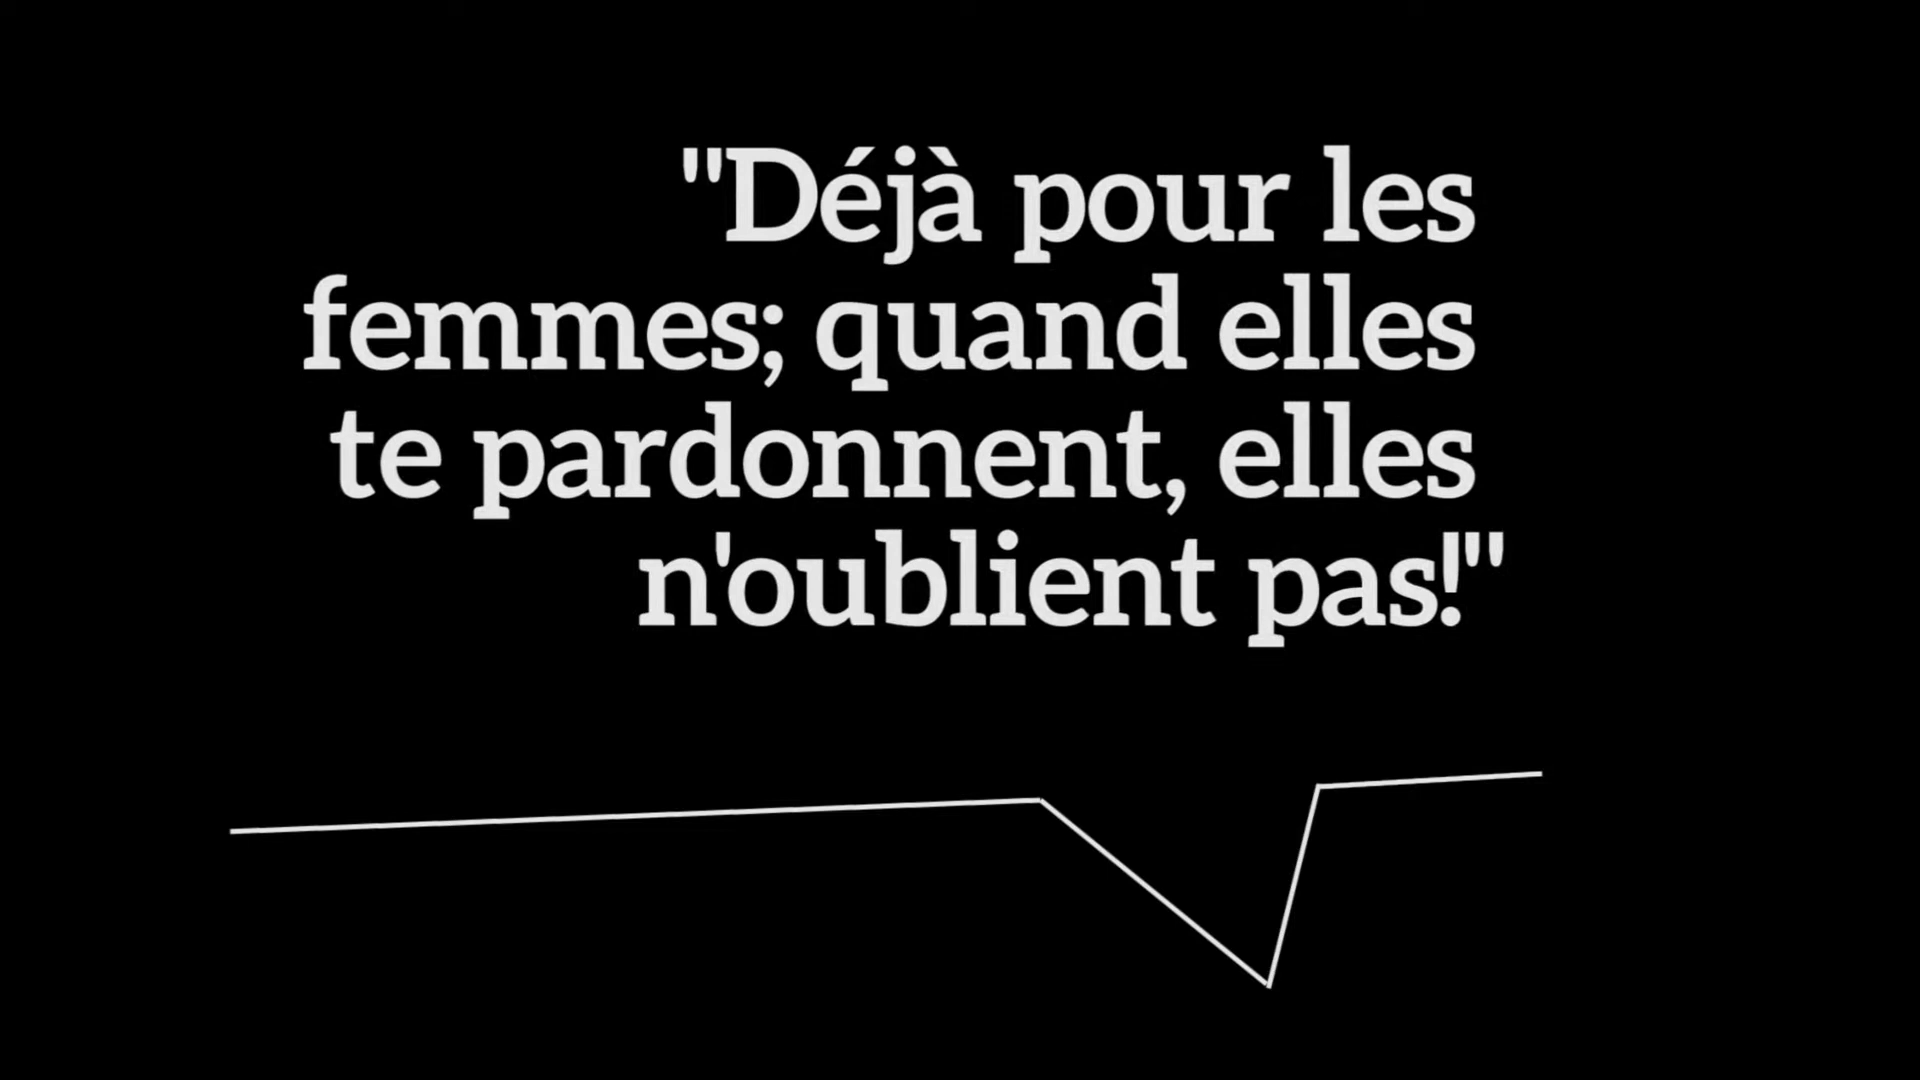 "Déjà pour les
femmes; quand elles
te pardonnent, elles
n'oublient pas!"